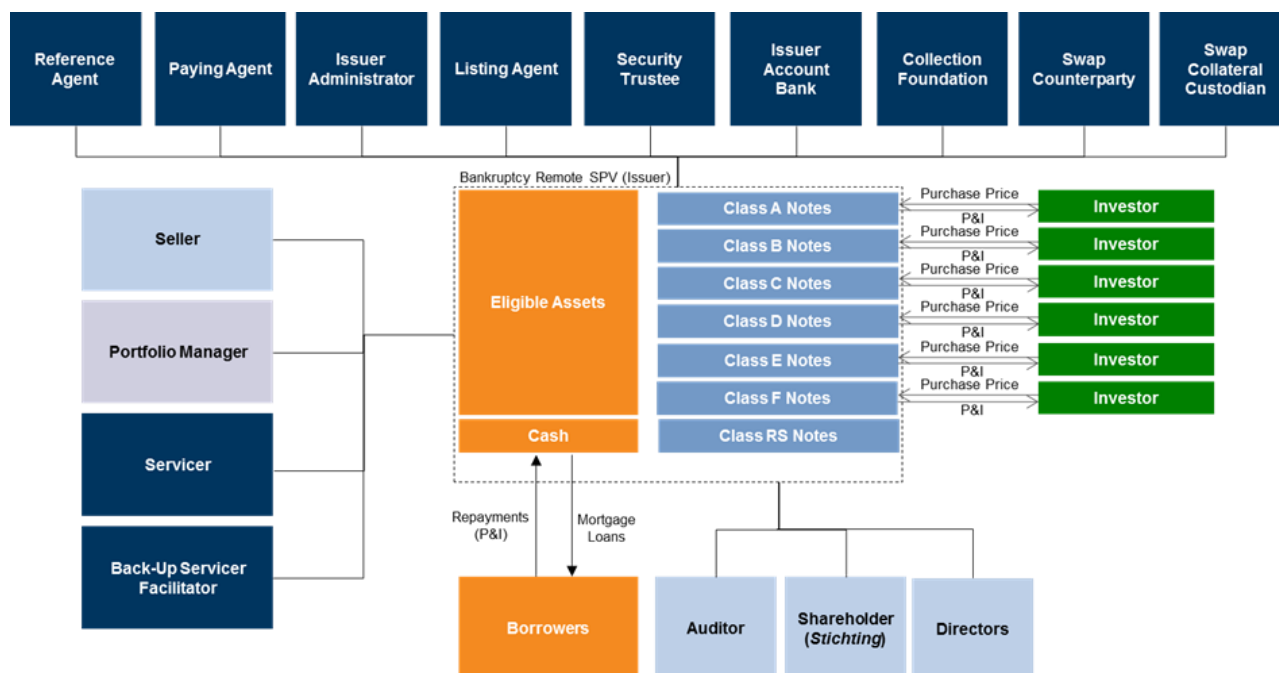 Reference
Agent
Paying Agent
Issuer
Administrator
Listing Agent
Security
Trustee
Issuer
Account
Bank
Collection
Foundation
Swap
Counterparty
Swap
Collateral
Custodian
Bankruptcy Remote SPV (Issuer)
Seller
Portfolio Manager
Servicer
Back-Up Servicer
Facilitator
Eligible Assets
Cash
Class A Notes
Class B Notes
Class C Notes
Class D Notes
Class E Notes
Class F Notes
Class RS Notes
Purchase Price
P&I
Purchase Price
P&I
Purchase Price
P&I
Purchase Price
P&I
Purchase Price
P&I
Purchase Price
P&I
Investor
Investor
Investor
Investor
Investor
Investor
Repayments
(P&I)
Mortgage
Loans
Borrowers
Auditor
Shareholder
(Stichting)
Directors